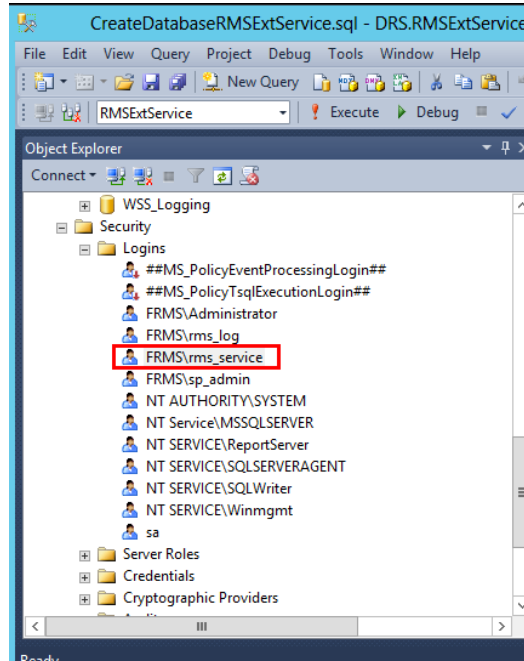 CreateDatabaseRMSExtService.sql - DRS.RMSExtService
File Edit View Query Project Debug Tools Window Help
New Query
RMSExtService Execute Debug
Object Explorer
Connect
WSS_Logging
Security
Logins
##MS_PolicyEventProcessingLogin##
##MS_PolicyTsqlExecutionLogin##
FRMS\Administrator
FRMS\rms_log
FRMS\rms_service
FRMS\sp_admin
NT AUTHORITY\SYSTEM
NT Service\MSSQLSERVER
NT SERVICE\ReportServer
NT SERVICE\SQLSERVERAGENT
NT SERVICE\SQLWriter
NT SERVICE\Winmgmt
sa
Server Roles
Credentials
Cryptographic Providers
Ready